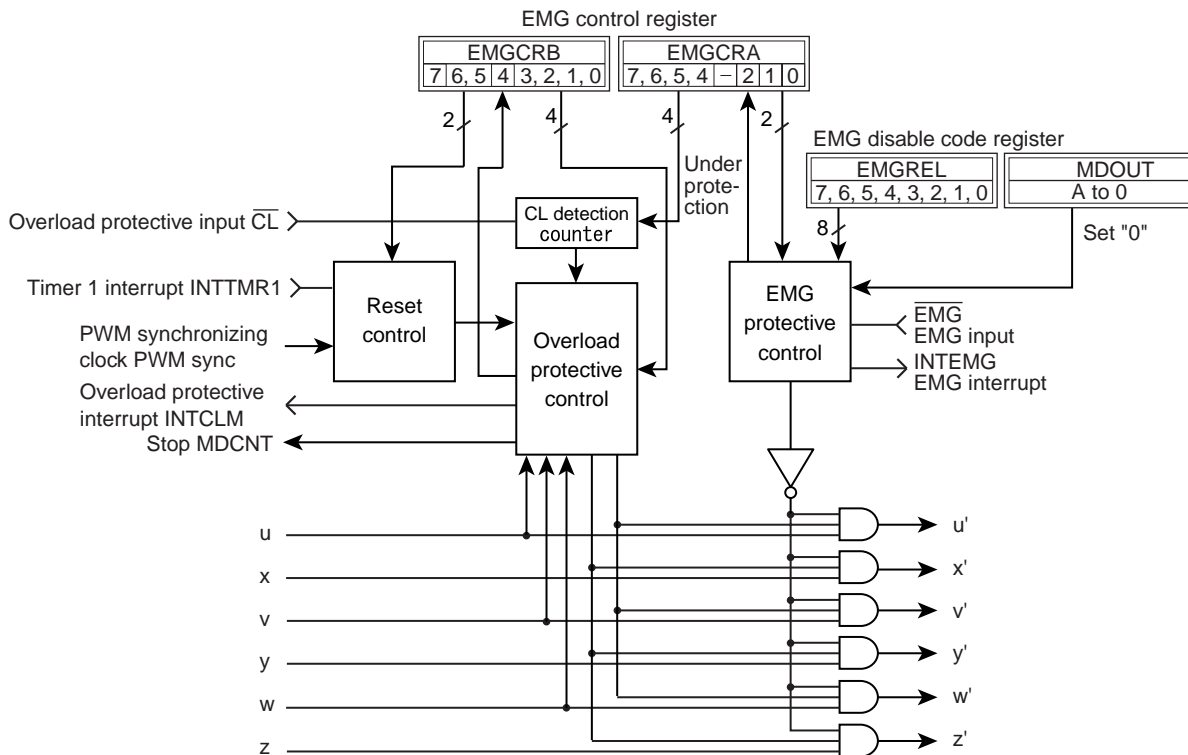 EMG control register
EMGCRB
7 6, 5 4 3, 2, 1, 0
EMGCRA
7, 6, 5, 4 – 2 1 0
2
4
4
2
Under
prote-
ction
EMG disable code register
EMGREL
7, 6, 5, 4, 3, 2, 1, 0
MDOUT
A to 0
8
Set "0"
Overload protective input C̅L̅
CL detection
counter
Timer 1 interrupt INTTMR1
Reset
control
PWM synchronizing
clock PWM sync
Overload protective
interrupt INTCLM
Stop MDCNT
Overload
protective
control
EMG
protective
control
E̅M̅G̅
EMG input
INTEMG
EMG interrupt
u
u'
x
x'
v
v'
y
y'
w
w'
z
z'